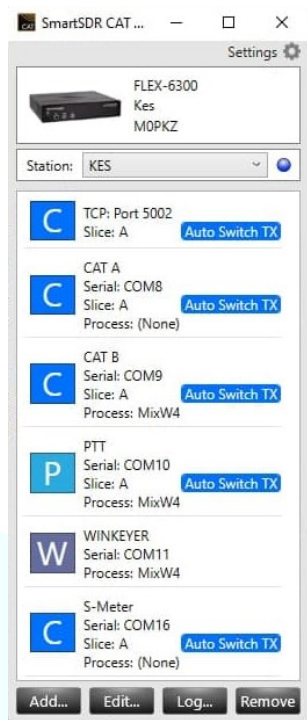 SmartSDR CAT ...
Settings
FLEX-6300
Kes
M0PKZ
Station: KES
C
TCP: Port 5002
Slice: A
Auto Switch TX
C
CAT A
Serial: COM8
Slice: A
Auto Switch TX
Process: (None)
C
CAT B
Serial: COM9
Slice: A
Auto Switch TX
Process: MixW4
P
PTT
Serial: COM10
Slice: A
Auto Switch TX
Process: MixW4
W
WINKEYER
Serial: COM11
Process: MixW4
C
S-Meter
Serial: COM16
Slice: A
Auto Switch TX
Process: (None)
Add... Edit... Log... Remove